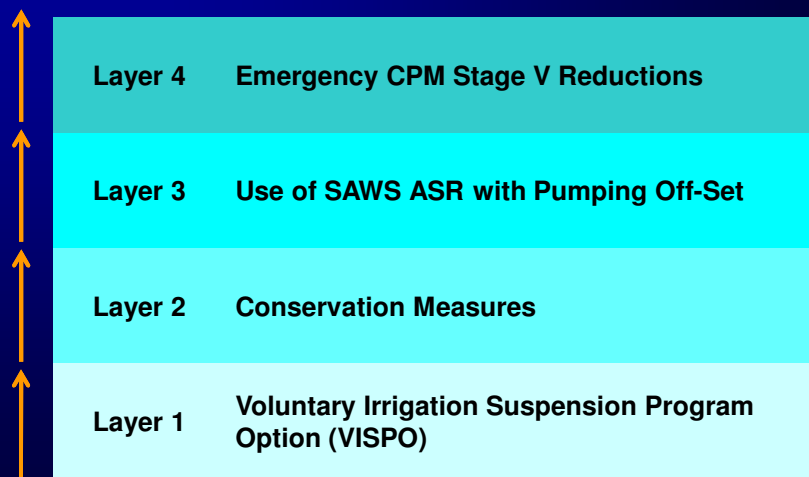 Layer 4 Emergency CPM Stage V Reductions
Layer 3 Use of SAWS ASR with Pumping Off-Set
Layer 2 Conservation Measures
Layer 1 Voluntary Irrigation Suspension Program
Option (VISPO)